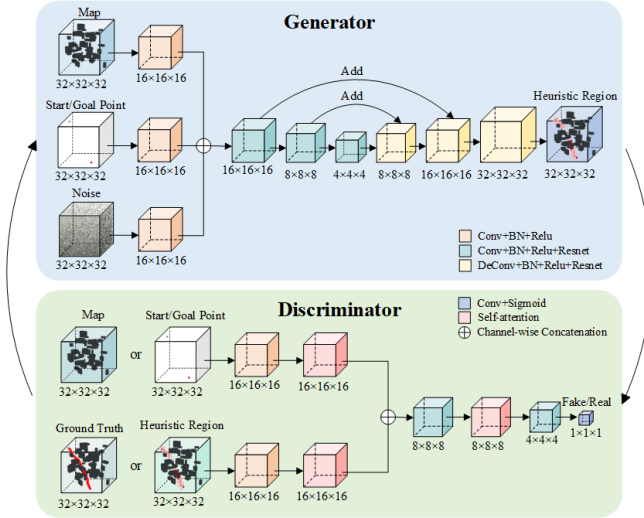 Generator
Map
32×32×32
16×16×16
Start/Goal Point
32×32×32
16×16×16
Noise
32×32×32
16×16×16
Add
Add
16×16×16
8×8×8
4×4×4
8×8×8
16×16×16
32×32×32
Heuristic Region
32×32×32
Conv+BN+Relu
Conv+BN+Relu+Resnet
DeConv+BN+Relu+Resnet
Discriminator
Conv+Sigmoid
Self-attention
Channel-wise Concatenation
Map
32×32×32
or
Start/Goal Point
32×32×32
16×16×16
16×16×16
Ground Truth
32×32×32
or
Heuristic Region
32×32×32
16×16×16
16×16×16
8×8×8
8×8×8
4×4×4
Fake/Real
1×1×1